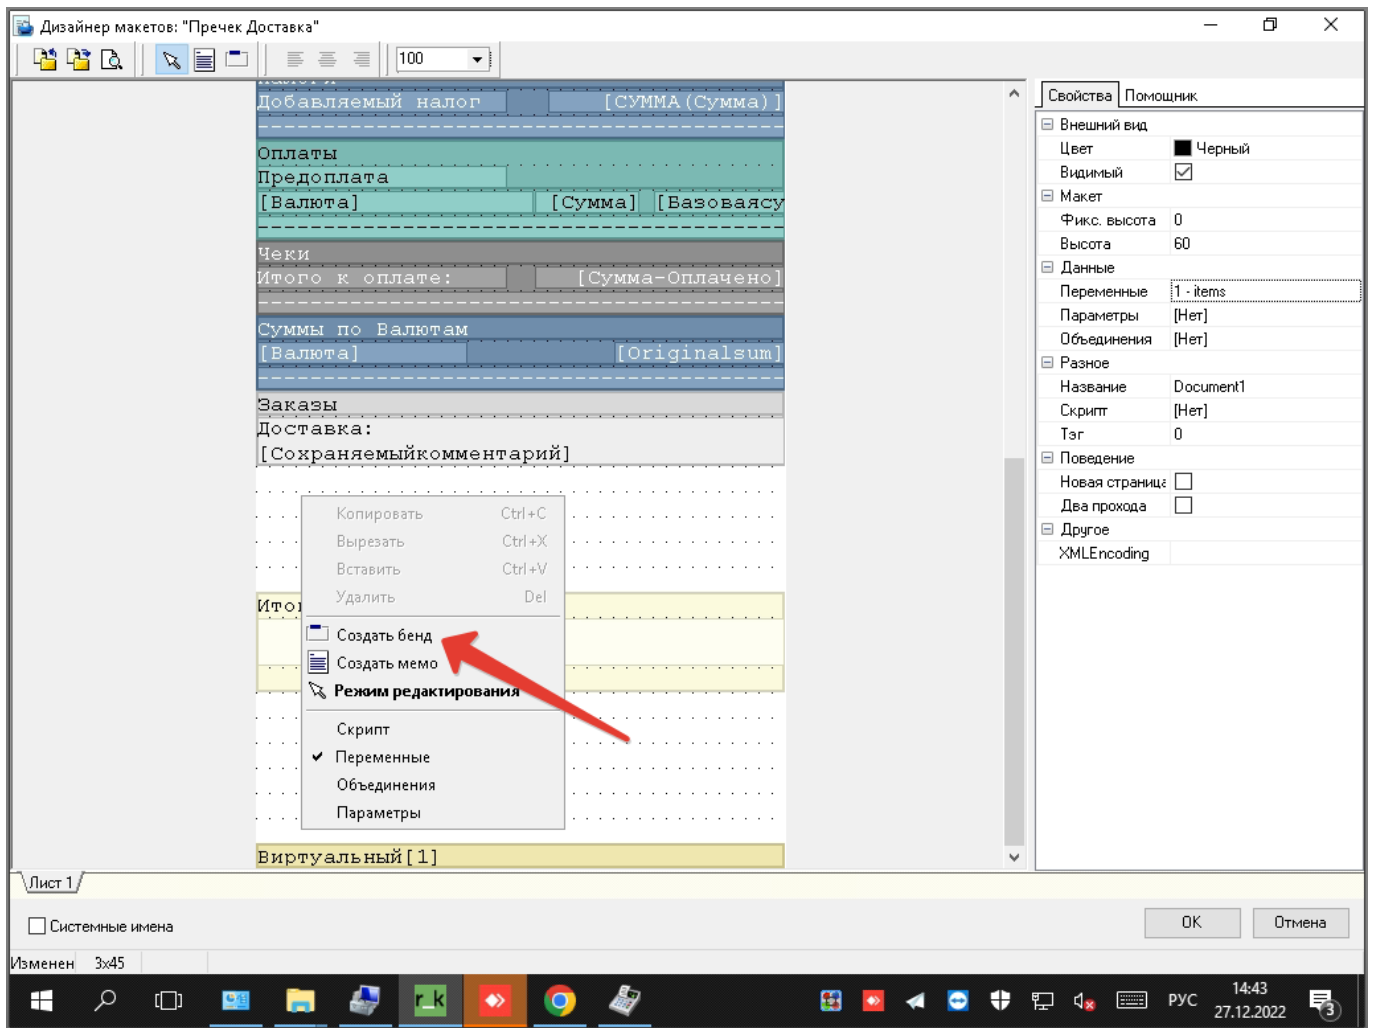 Дизайнер макетов: "Пречек Доставка"
100
Добавляемый налог [СУММА(Сумма)]
Оплаты
Предоплата
[Валюта] [Сумма] [Базоваясу
Чеки
Итого к оплате: [Сумма-Оплачено]
Суммы по Валютам
[Валюта] [Originalsum]
Заказы
Доставка:
[Сохраняемыйкомментарий]
Копировать Ctrl+C
Вырезать Ctrl+X
Вставить Ctrl+V
Удалить Del
Итог
Создать бенд
Создать мемо
Режим редактирования
Скрипт
Переменные
Объединения
Параметры
Виртуальный[1]
Свойства Помощник
Внешний вид
Цвет Черный
Видимый
Макет
Фикс. высота 0
Высота 60
Данные
Переменные 1 - items
Параметры [Нет]
Объединения [Нет]
Разное
Название Document1
Скрипт [Нет]
Тэг 0
Поведение
Новая страница
Два прохода
Другое
XMLEncoding
Лист 1
Системные имена
OK Отмена
Изменен 3x45
r_k
РУС
14:43
27.12.2022
3